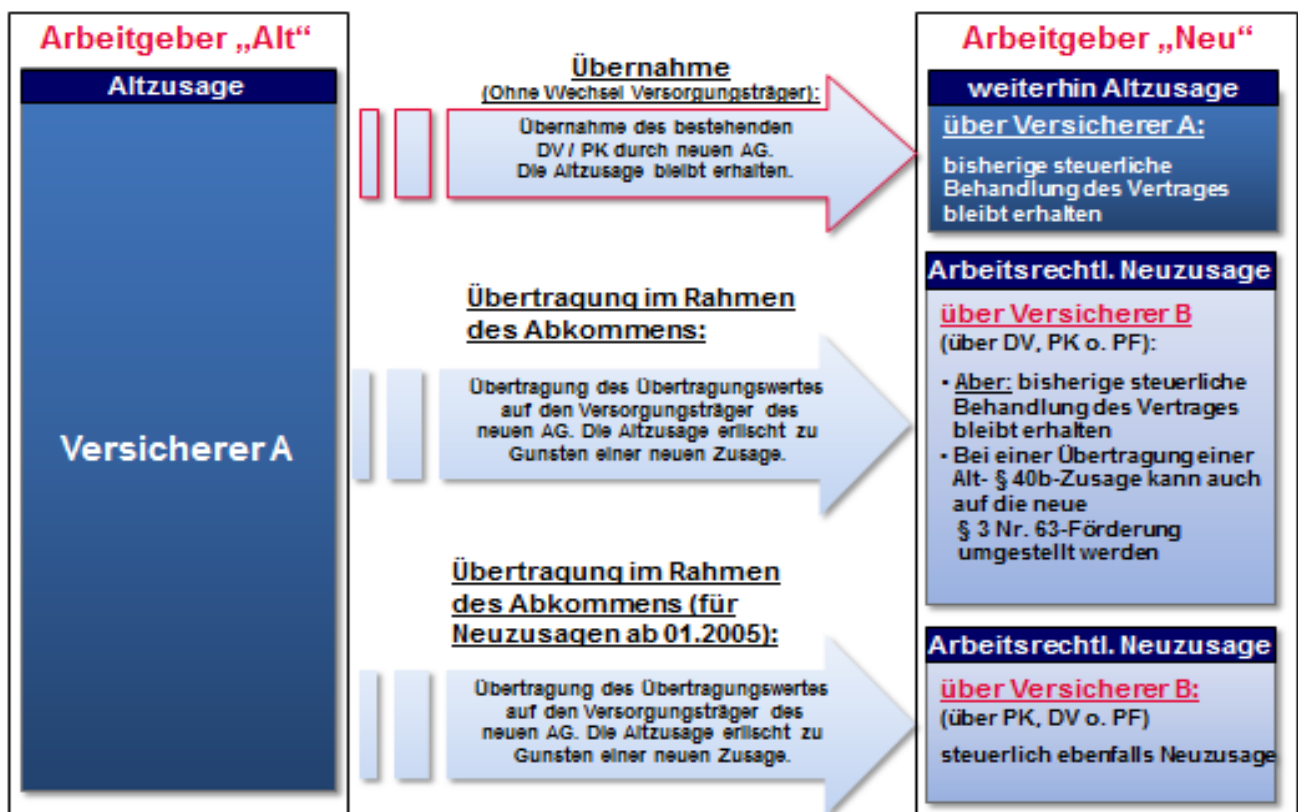 Arbeitgeber „Alt“
Altzusage
Versicherer A
Übernahme
(Ohne Wechsel Versorgungsträger):
Übernahme des bestehenden
DV / PK durch neuen AG.
Die Altzusage bleibt erhalten.
Übertragung im Rahmen
des Abkommens:
Übertragung des Übertragungswertes
auf den Versorgungsträger des
neuen AG. Die Altzusage erlischt zu
Gunsten einer neuen Zusage.
Übertragung im Rahmen
des Abkommens (für
Neuzusagen ab 01.2005):
Übertragung des Übertragungswertes
auf den Versorgungsträger des
neuen AG. Die Altzusage erlischt zu
Gunsten einer neuen Zusage.
Arbeitgeber „Neu“
weiterhin Altzusage
über Versicherer A:
bisherige steuerliche
Behandlung des Vertrages
bleibt erhalten
Arbeitsrechtl. Neuzusage
über Versicherer B
(über DV, PK o. PF):
• Aber: bisherige steuerliche
Behandlung des Vertrages
bleibt erhalten
• Bei einer Übertragung einer
Alt- § 40b-Zusage kann auch
auf die neue
§ 3 Nr. 63-Förderung
umgestellt werden
Arbeitsrechtl. Neuzusage
über Versicherer B:
(über PK, DV o. PF)
steuerlich ebenfalls Neuzusage